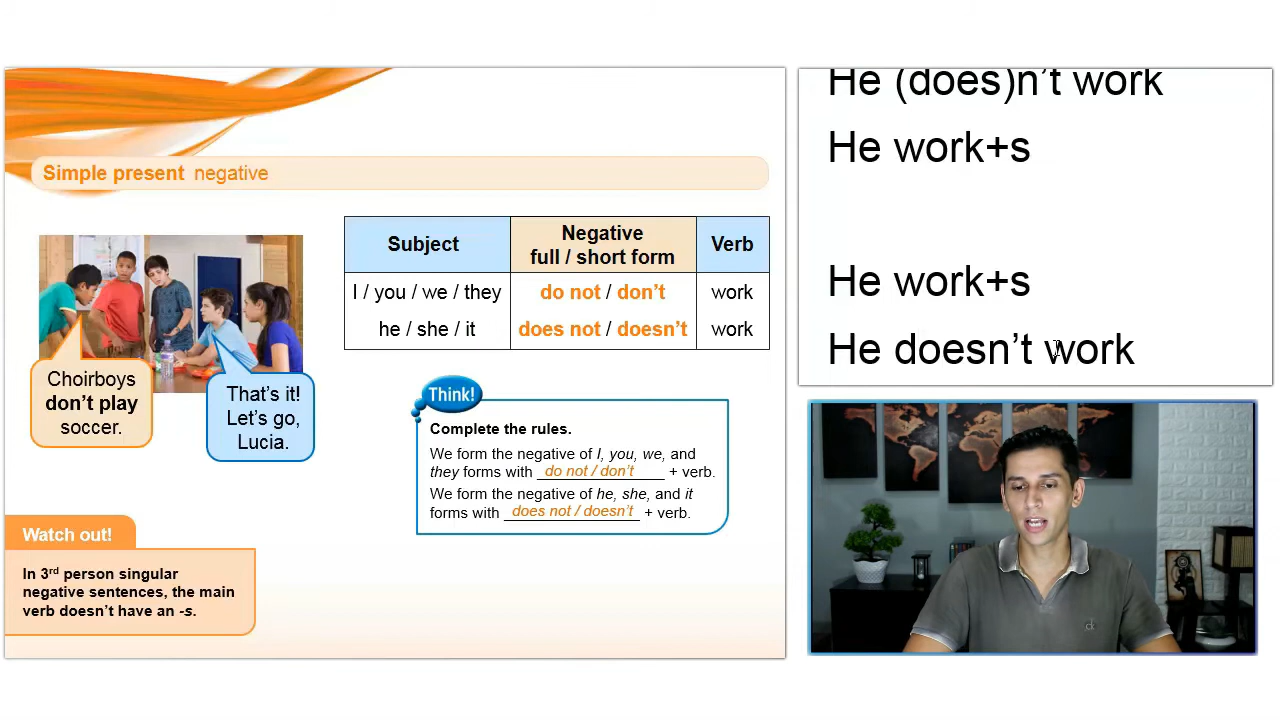 Simple present negative
Subject
Negative
full / short form
Verb
I / you / we / they
do not / don’t
work
he / she / it
does not / doesn’t
work
Choirboys
don’t play
soccer.
That’s it!
Let’s go,
Lucia.
Think!
Complete the rules.
We form the negative of I, you, we, and
they forms with do not / don’t + verb.
We form the negative of he, she, and it
forms with does not / doesn’t + verb.
Watch out!
In 3rd person singular
negative sentences, the main
verb doesn’t have an -s.
He (does)n’t work
He work+s
He work+s
He doesn’t work
ck